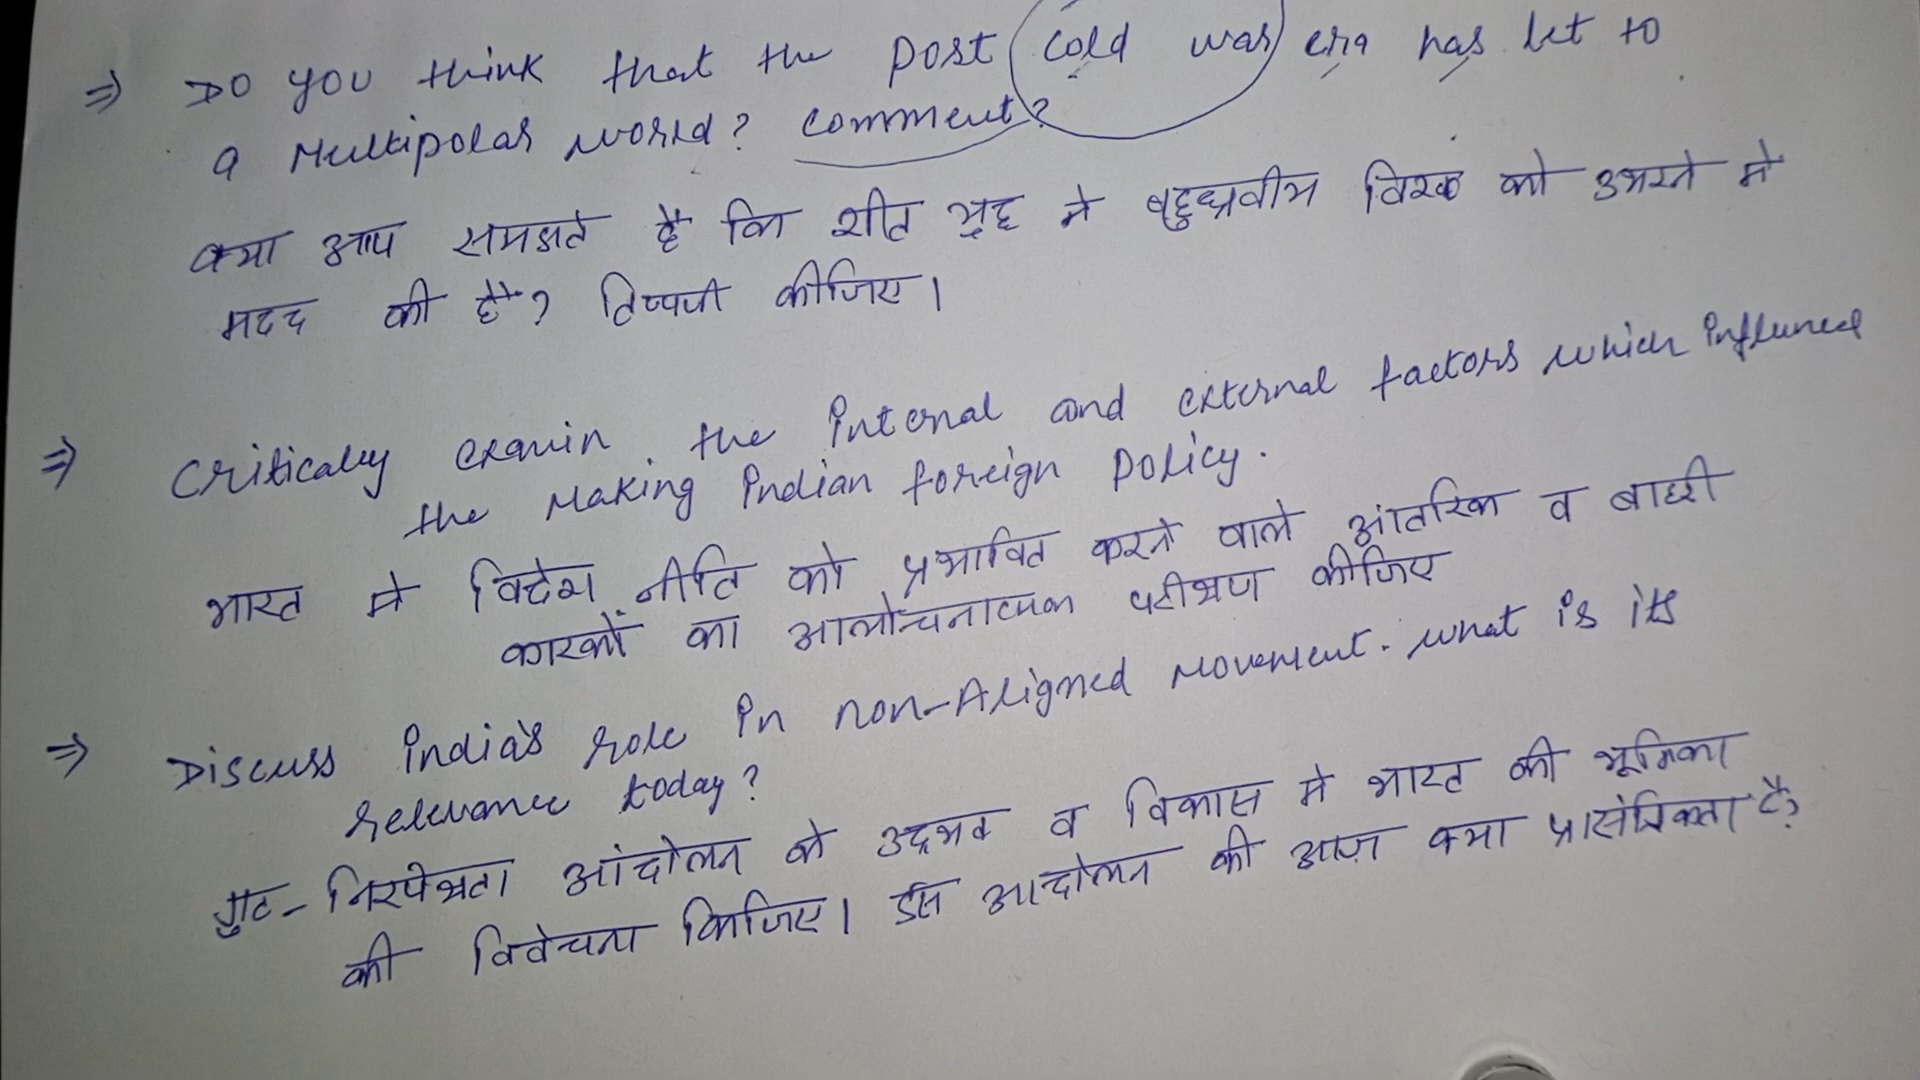 ⇒ Do you think that the Post cold war era has let to
a Multipolar world? comment?
क्या आप समझते है कि शीत युद्ध ने बहुध्रुवीय विश्व को उभरने मे
मदद की है? टिप्पणी कीजिए।
⇒ Critically examin the internal and external factors which influence
the Making indian foreign Policy.
भारत मे विदेश नीति को प्रभावित करने वाले आंतरिक व बाहरी
कारकों का आलोचनात्मक परीक्षण कीजिए
⇒ Discuss india's role in non-Aligned Movement. what is its
relevance today?
गुट-निरपेक्षता आंदोलन के उद्भव व विकास मे भारत की भूमिका
की विवेचना किजिए। इस आन्दोलन की आज़ क्या प्रासंगिकता है?